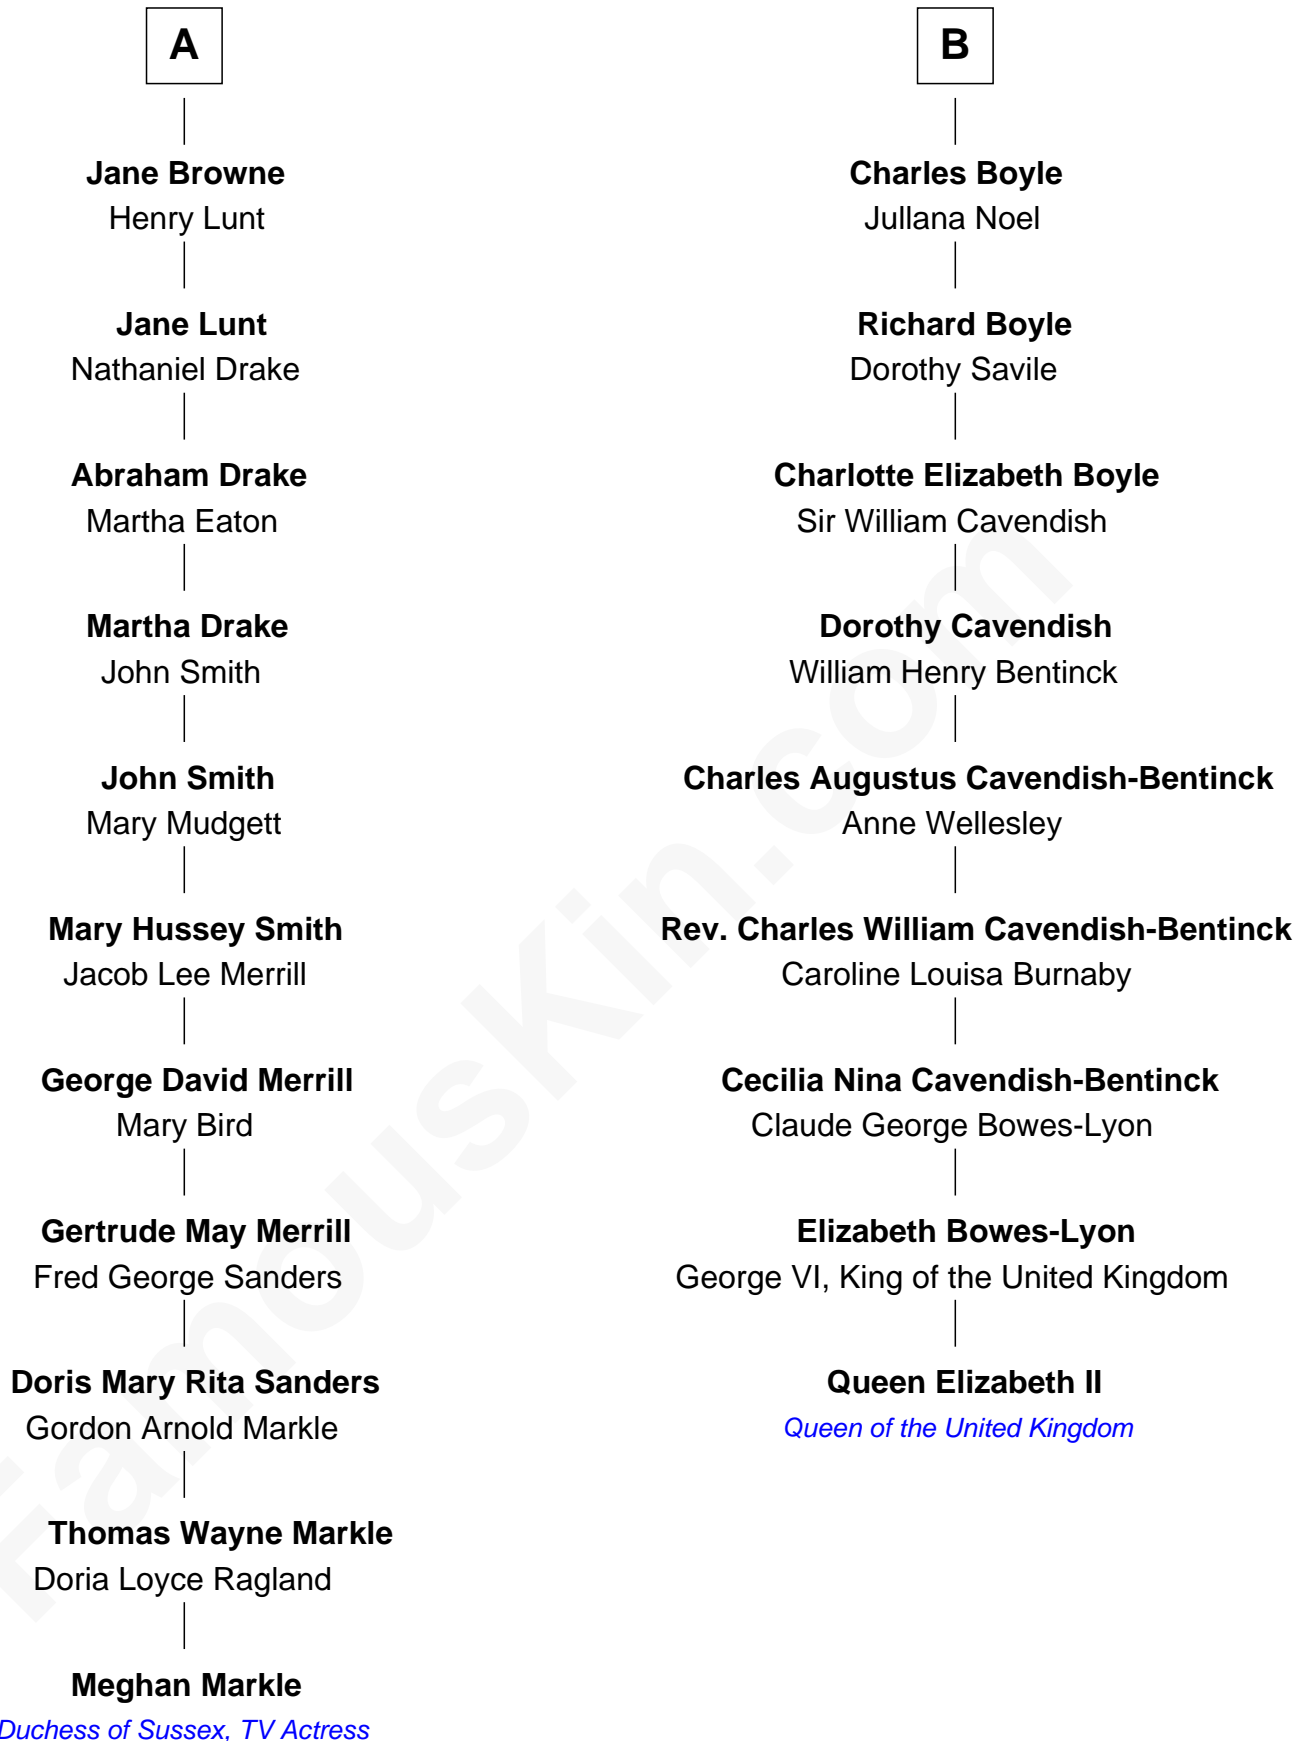 A
Jane Browne
Henry Lunt
Jane Lunt
Nathaniel Drake
Abraham Drake
Martha Eaton
Martha Drake
John Smith
John Smith
Mary Mudgett
Mary Hussey Smith
Jacob Lee Merrill
George David Merrill
Mary Bird
Gertrude May Merrill
Fred George Sanders
Doris Mary Rita Sanders
Gordon Arnold Markle
Thomas Wayne Markle
Doria Loyce Ragland
Meghan Markle
Duchess of Sussex, TV Actress
B
Charles Boyle
Jullana Noel
Richard Boyle
Dorothy Savile
Charlotte Elizabeth Boyle
Sir William Cavendish
Dorothy Cavendish
William Henry Bentinck
Charles Augustus Cavendish-Bentinck
Anne Wellesley
Rev. Charles William Cavendish-Bentinck
Caroline Louisa Burnaby
Cecilia Nina Cavendish-Bentinck
Claude George Bowes-Lyon
Elizabeth Bowes-Lyon
George VI, King of the United Kingdom
Queen Elizabeth II
Queen of the United Kingdom
FamousKin.com